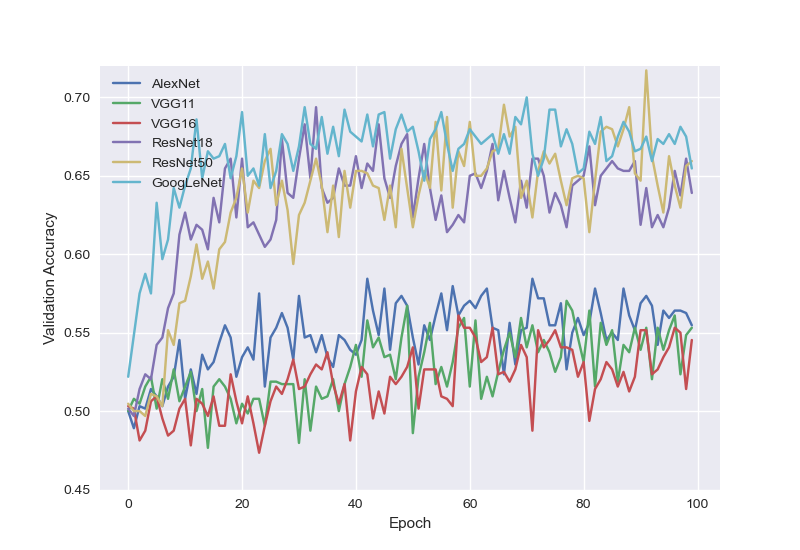 AlexNet
VGG11
VGG16
ResNet18
ResNet50
GoogLeNet
0.70
0.65
0.60
0.55
0.50
0.45
Validation Accuracy
0 20 40 60 80 100
Epoch